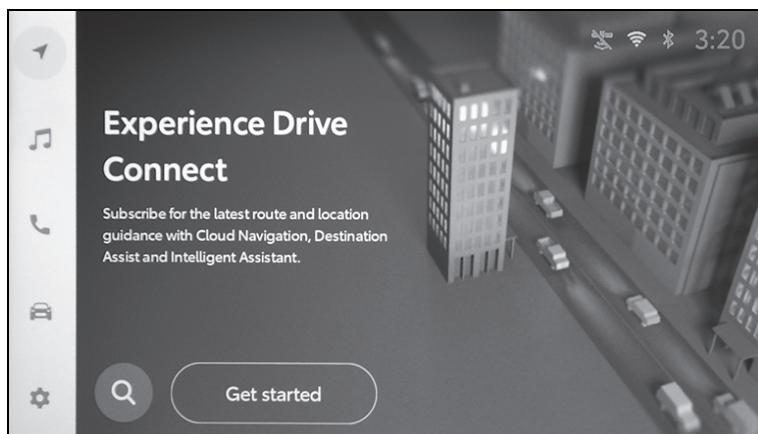 3:20
Experience Drive
Connect
Subscribe for the latest route and location
guidance with Cloud Navigation, Destination
Assist and Intelligent Assistant.
Get started